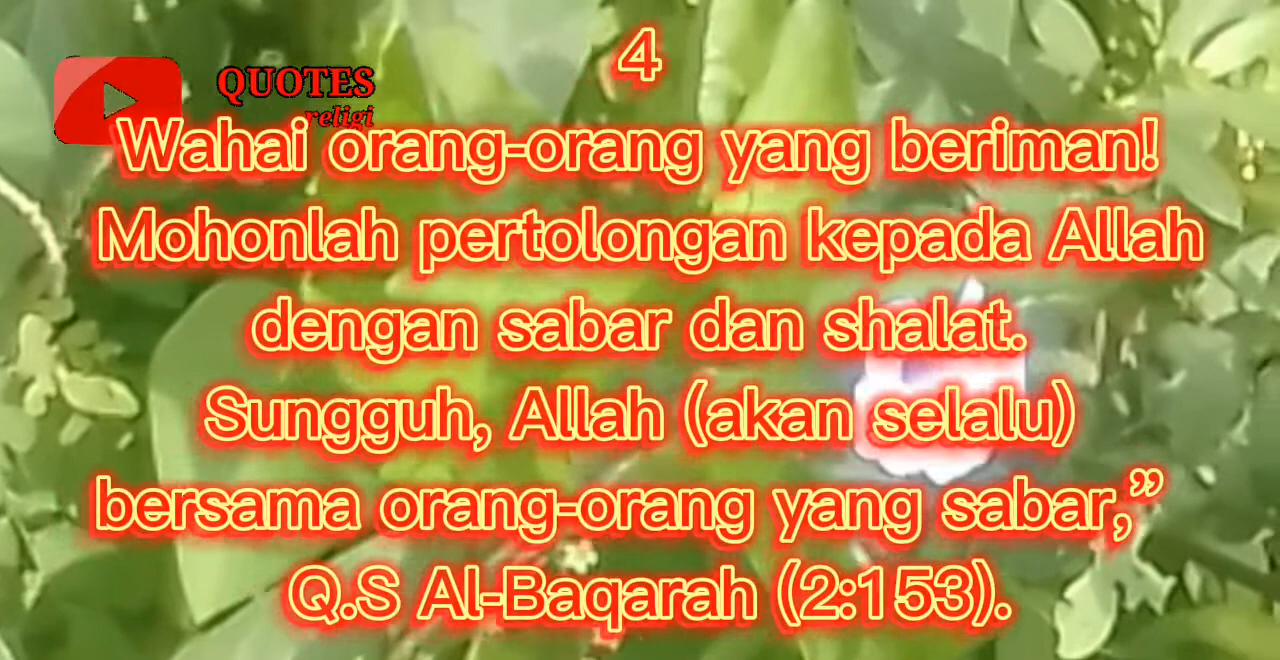 4
QUOTES
religi
Wahai orang-orang yang beriman!
Mohonlah pertolongan kepada Allah
dengan sabar dan shalat.
Sungguh, Allah (akan selalu)
bersama orang-orang yang sabar,”
Q.S Al-Baqarah (2:153).